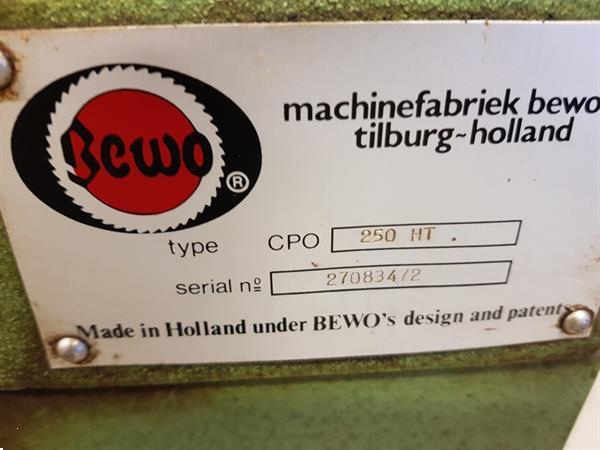 Bewo
®
machinefabriek bewo
tilburg-holland
type CPO 250 HT .
serial nº 270834/2
Made in Holland under BEWO's design and patents